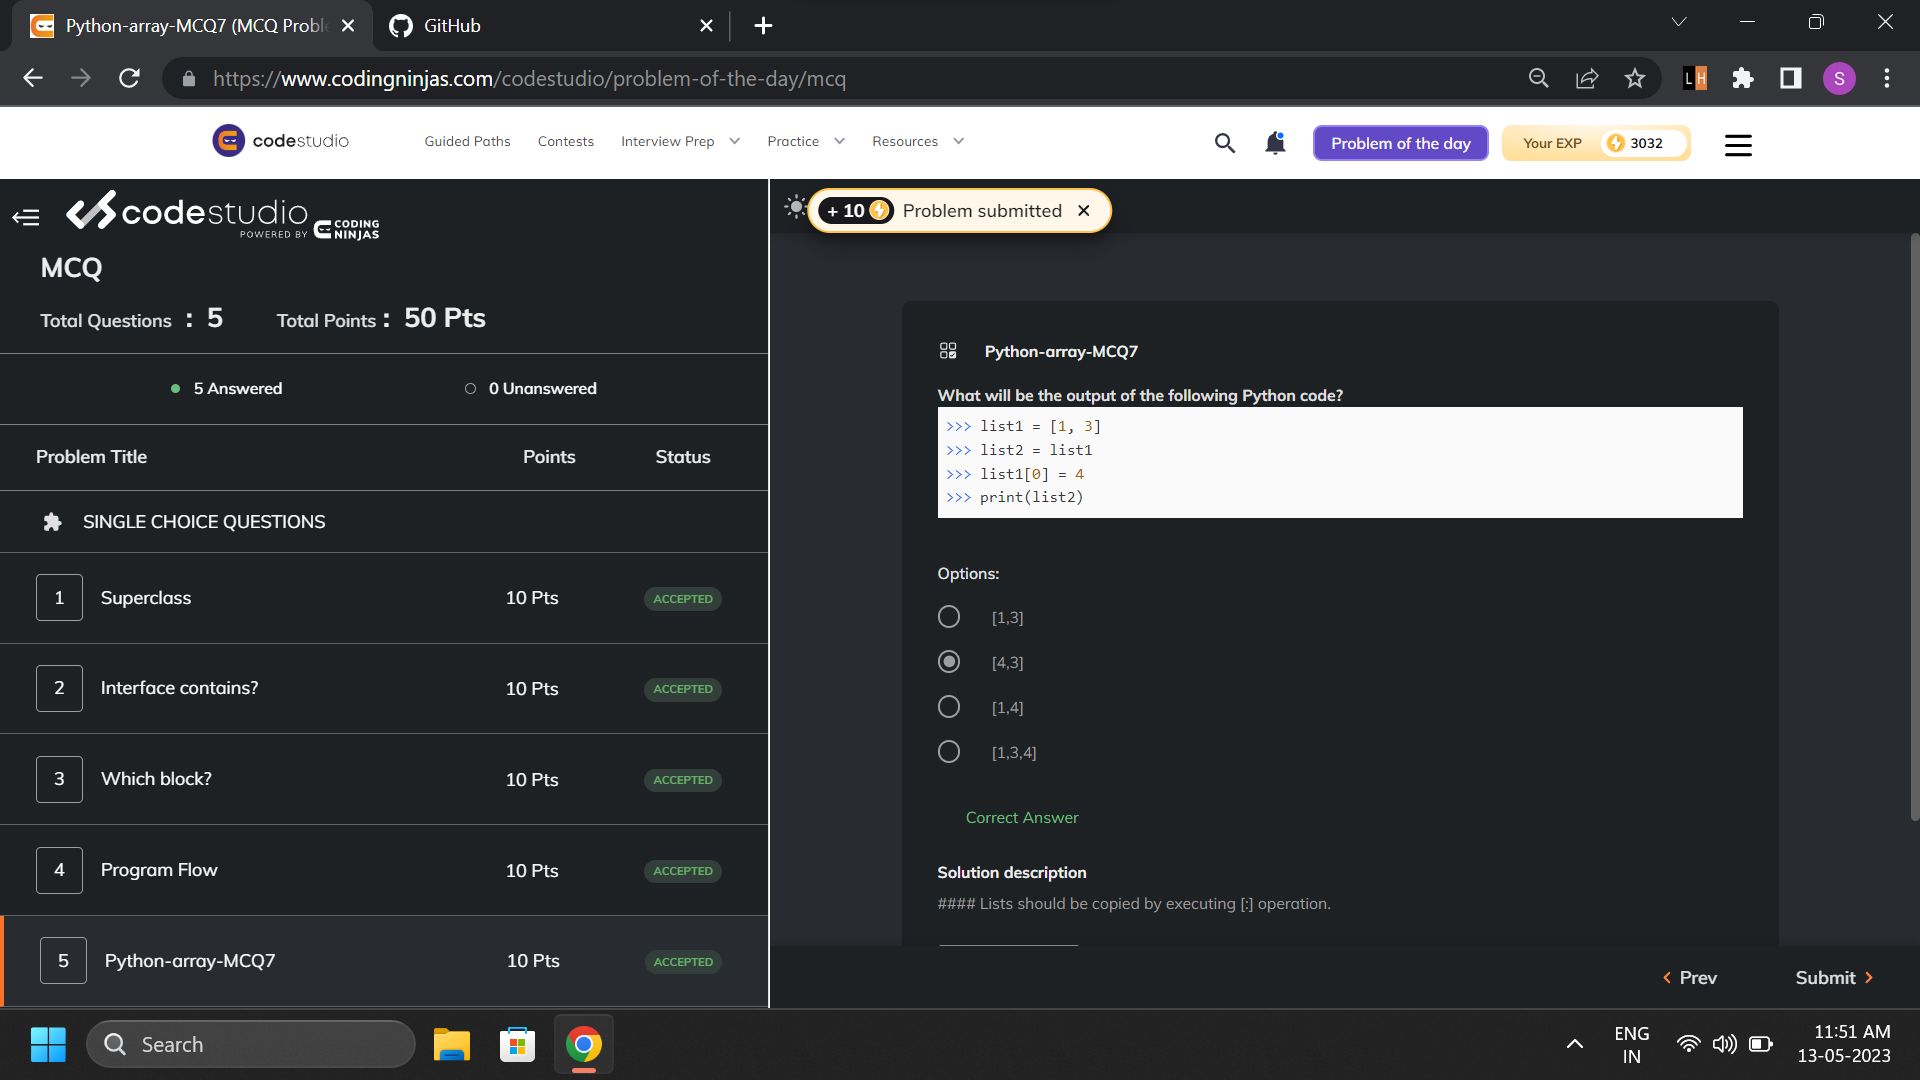 Python-array-MCQ7 (MCQ Proble
GitHub
https://www.codingninjas.com/codestudio/problem-of-the-day/mcq
LH
S
codestudio
Guided Paths
Contests
Interview Prep
Practice
Resources
Problem of the day
Your EXP
3032
codestudio
POWERED BY CODING NINJAS
+ 10 Problem submitted
MCQ
Total Questions : 5
Total Points : 50 Pts
5 Answered
0 Unanswered
Problem Title Points Status
SINGLE CHOICE QUESTIONS
1 Superclass 10 Pts ACCEPTED
2 Interface contains? 10 Pts ACCEPTED
3 Which block? 10 Pts ACCEPTED
4 Program Flow 10 Pts ACCEPTED
5 Python-array-MCQ7 10 Pts ACCEPTED
Python-array-MCQ7
What will be the output of the following Python code?
>>> list1 = [1, 3]
>>> list2 = list1
>>> list1[0] = 4
>>> print(list2)
Options:
[1,3]
[4,3]
[1,4]
[1,3,4]
Correct Answer
Solution description
#### Lists should be copied by executing [:] operation.
Prev
Submit
Search
ENG
IN
11:51 AM
13-05-2023